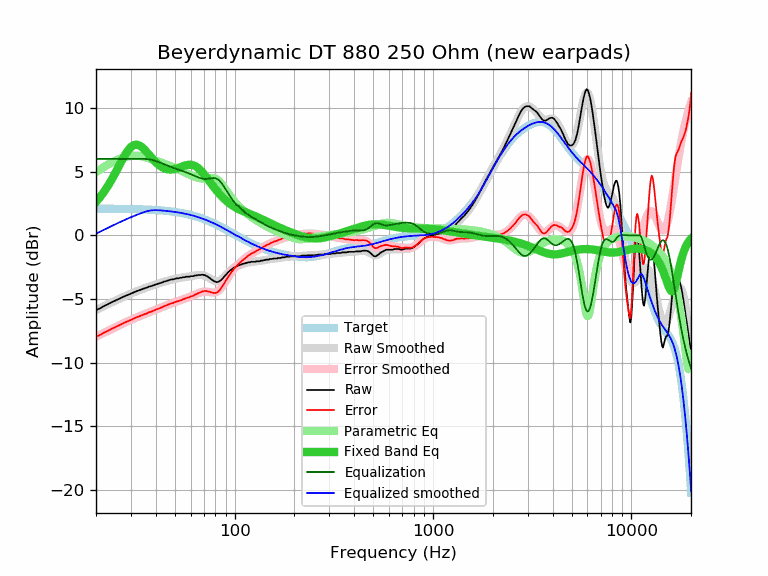 Beyerdynamic DT 880 250 Ohm (new earpads)
10
5
0
−5
−10
−15
−20
Amplitude (dBr)
Target
Raw Smoothed
Error Smoothed
Raw
Error
Parametric Eq
Fixed Band Eq
Equalization
Equalized smoothed
100
1000
10000
Frequency (Hz)